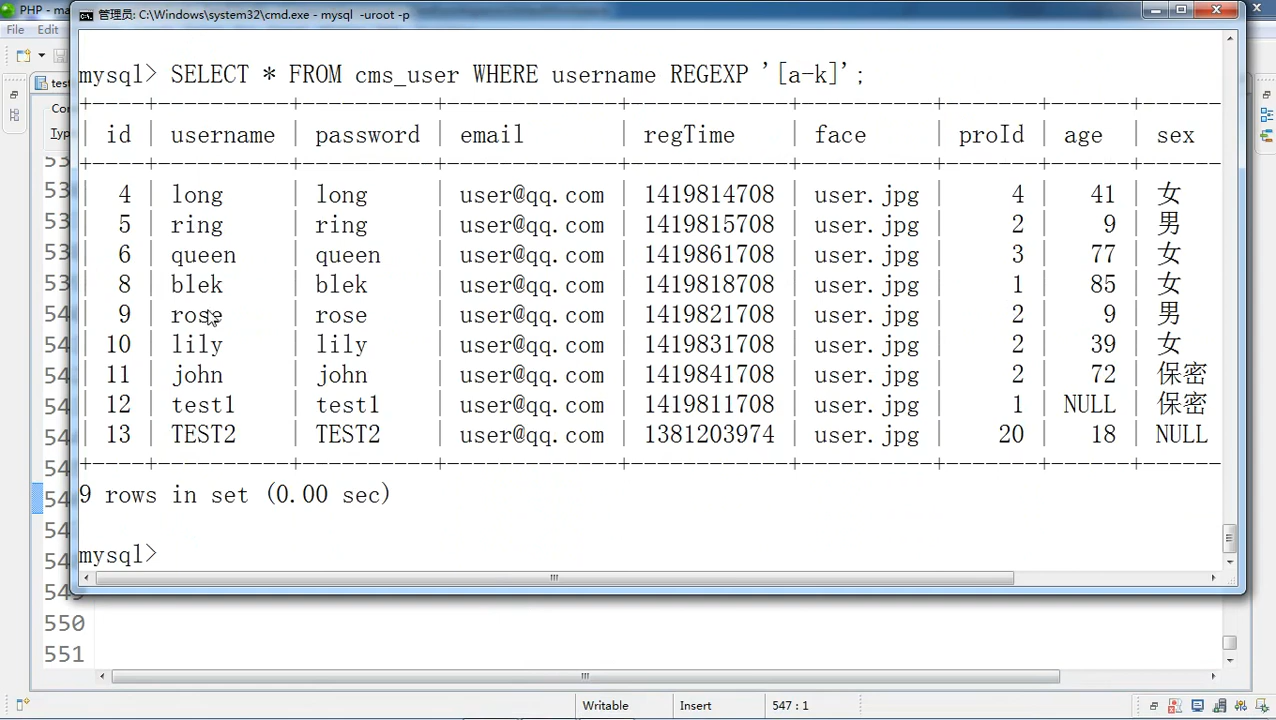 PHP - ma
管理员: C:\Windows\system32\cmd.exe - mysql  -uroot -p
File Edit
mysql> SELECT * FROM cms_user WHERE username REGEXP '[a-k]';
| id | username | password | email | regTime | face | proId | age | sex
| 4 | long | long | user@qq.com | 1419814708 | user.jpg | 4 | 41 | 女
| 5 | ring | ring | user@qq.com | 1419815708 | user.jpg | 2 | 9 | 男
| 6 | queen | queen | user@qq.com | 1419861708 | user.jpg | 3 | 77 | 女
| 8 | blek | blek | user@qq.com | 1419818708 | user.jpg | 1 | 85 | 女
| 9 | rose | rose | user@qq.com | 1419821708 | user.jpg | 2 | 9 | 男
| 10 | lily | lily | user@qq.com | 1419831708 | user.jpg | 2 | 39 | 女
| 11 | john | john | user@qq.com | 1419841708 | user.jpg | 2 | 72 | 保密
| 12 | test1 | test1 | user@qq.com | 1419811708 | user.jpg | 1 | NULL | 保密
| 13 | TEST2 | TEST2 | user@qq.com | 1381203974 | user.jpg | 20 | 18 | NULL
9 rows in set (0.00 sec)
mysql>
550
551
Writable Insert 547 : 1